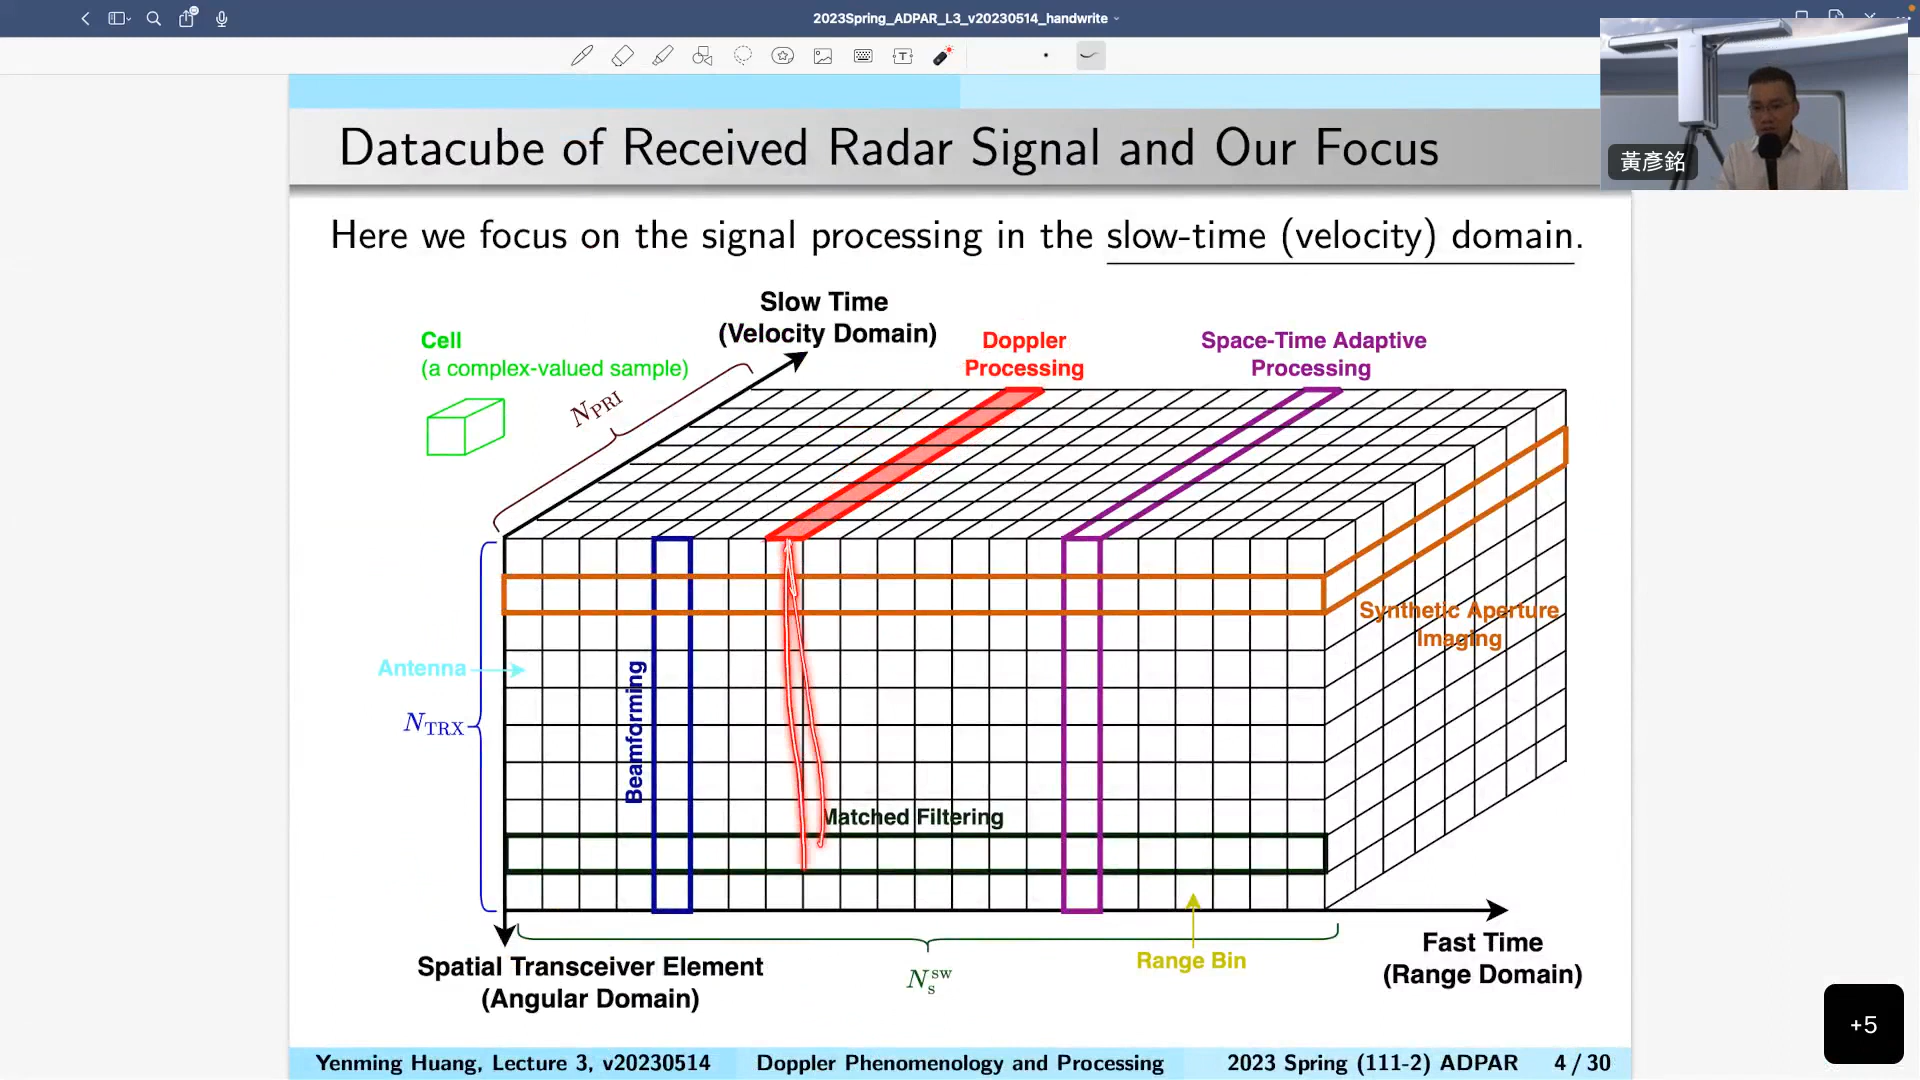 2023Spring_ADPAR_L3_v20230514_handwrite
黃彥銘
Datacube of Received Radar Signal and Our Focus
Here we focus on the signal processing in the slow-time (velocity) domain.
Slow Time
(Velocity Domain)
Cell
(a complex-valued sample)
Doppler
Processing
Space-Time Adaptive
Processing
N_PRI
Synthetic Aperture
Imaging
Antenna
N_TRX
Beamforming
Matched Filtering
Range Bin
Fast Time
(Range Domain)
Spatial Transceiver Element
(Angular Domain)
N_s^sw
+5
Yenming Huang, Lecture 3, v20230514
Doppler Phenomenology and Processing
2023 Spring (111-2) ADPAR
4 / 30